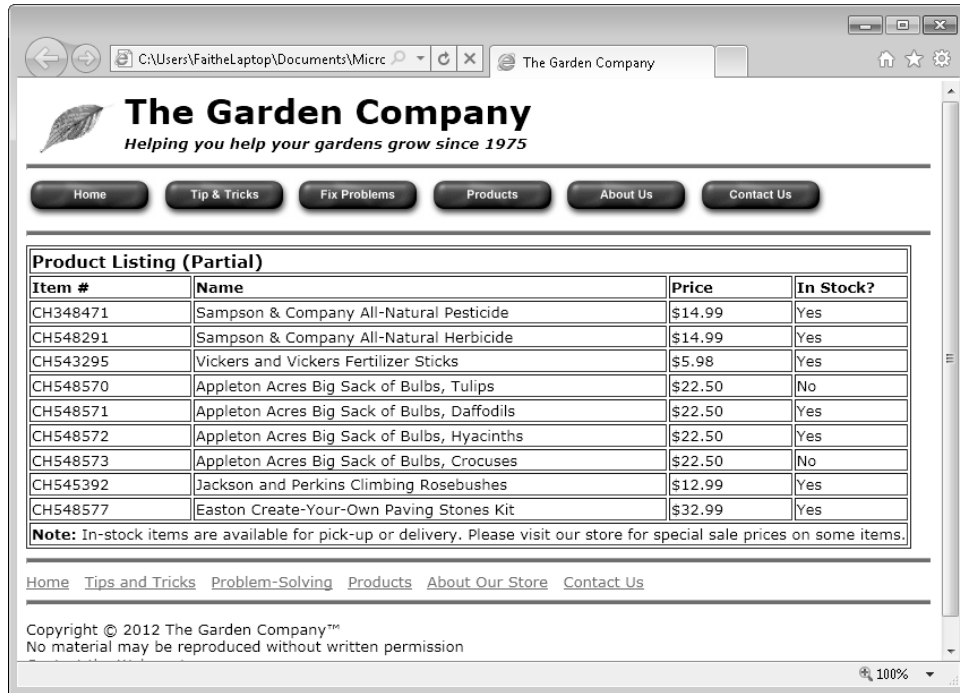 C:\Users\FaitheLaptop\Documents\Micrc
The Garden Company
The Garden Company
Helping you help your gardens grow since 1975
Home Tip & Tricks Fix Problems Products About Us Contact Us
Product Listing (Partial)
Item # Name Price In Stock?
CH348471 Sampson & Company All-Natural Pesticide $14.99 Yes
CH548291 Sampson & Company All-Natural Herbicide $14.99 Yes
CH543295 Vickers and Vickers Fertilizer Sticks $5.98 Yes
CH548570 Appleton Acres Big Sack of Bulbs, Tulips $22.50 No
CH548571 Appleton Acres Big Sack of Bulbs, Daffodils $22.50 Yes
CH548572 Appleton Acres Big Sack of Bulbs, Hyacinths $22.50 Yes
CH548573 Appleton Acres Big Sack of Bulbs, Crocuses $22.50 No
CH545392 Jackson and Perkins Climbing Rosebushes $12.99 Yes
CH548577 Easton Create-Your-Own Paving Stones Kit $32.99 Yes
Note: In-stock items are available for pick-up or delivery. Please visit our store for special sale prices on some items.
Home Tips and Tricks Problem-Solving Products About Our Store Contact Us
Copyright © 2012 The Garden Company™
No material may be reproduced without written permission
100%